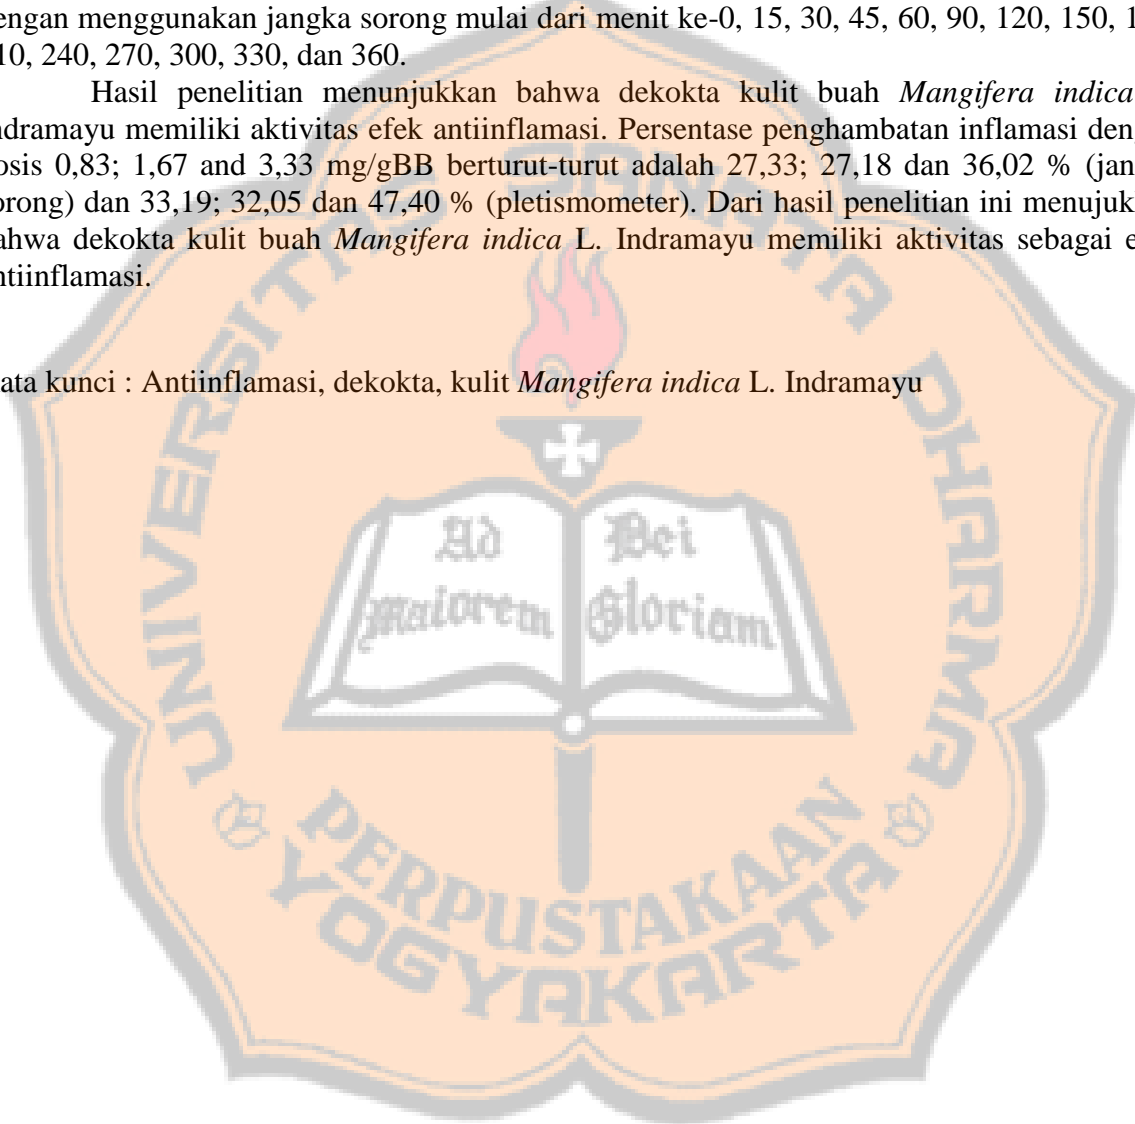 engan menggunakan jangka sorong mulai dari menit ke-0, 15, 30, 45, 60, 90, 120, 150, 1
10, 240, 270, 300, 330, dan 360.
Hasil penelitian menunjukkan bahwa dekokta kulit buah Mangifera indica
ndramayu memiliki aktivitas efek antiinflamasi. Persentase penghambatan inflamasi den
osis 0,83; 1,67 and 3,33 mg/gBB berturut-turut adalah 27,33; 27,18 dan 36,02 % (jan
orong) dan 33,19; 32,05 dan 47,40 % (pletismometer). Dari hasil penelitian ini menujuk
ahwa dekokta kulit buah Mangifera indica L. Indramayu memiliki aktivitas sebagai e
ntiinflamasi.
ata kunci : Antiinflamasi, dekokta, kulit Mangifera indica L. Indramayu
UNIVERSITAS SANATA DHARMA
Ad Dei
maiorem Gloriam
PERPUSTAKAAN
YOGYAKARTA